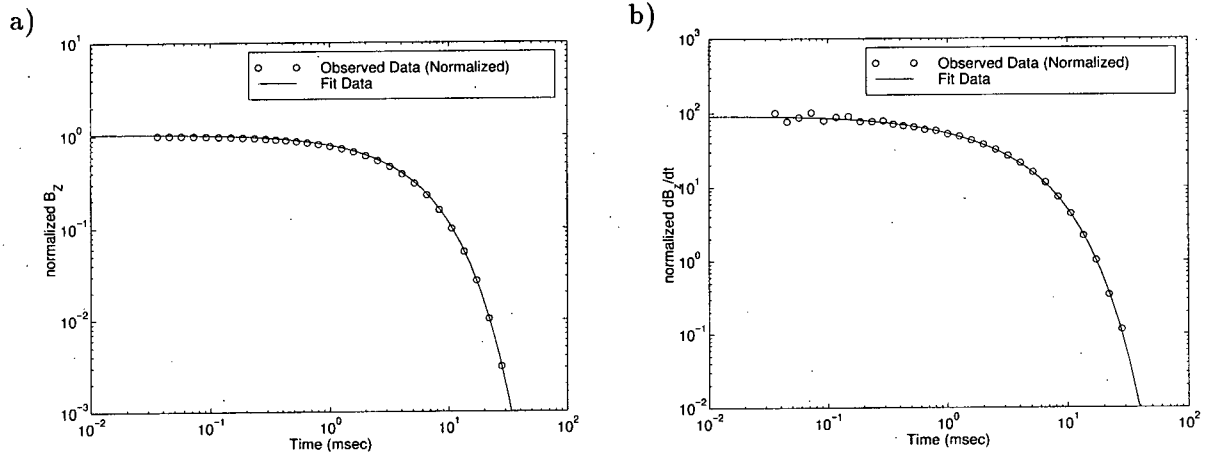 a)
10^1
10^0
10^-1
10^-2
10^-3
normalized B_Z
Observed Data (Normalized)
Fit Data
10^-2
10^-1
10^0
10^1
10^2
Time (msec)
b)
10^3
10^2
10^1
10^0
10^-1
10^-2
normalized dB_Z/dt
Observed Data (Normalized)
Fit Data
10^-2
10^-1
10^0
10^1
10^2
Time (msec)